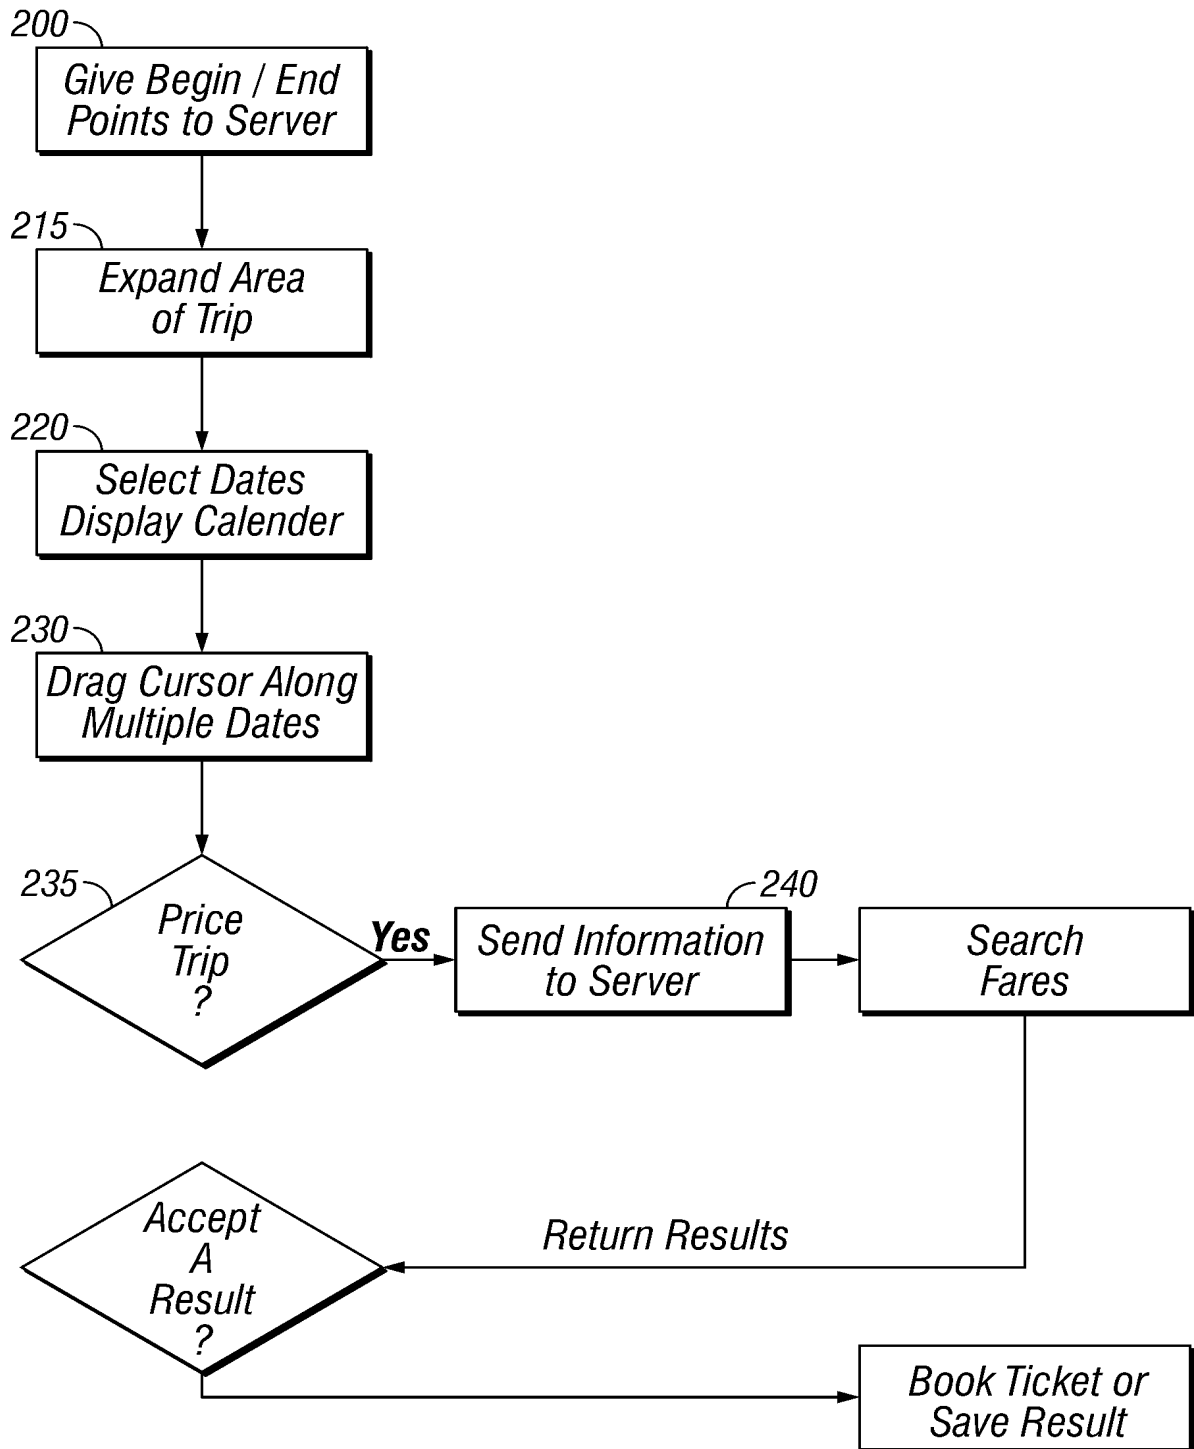 200
Give Begin / End
Points to Server
215
Expand Area
of Trip
220
Select Dates
Display Calender
230
Drag Cursor Along
Multiple Dates
235
Price
Trip
?
Yes
240
Send Information
to Server
Search
Fares
Accept
A
Result
?
Return Results
Book Ticket or
Save Result